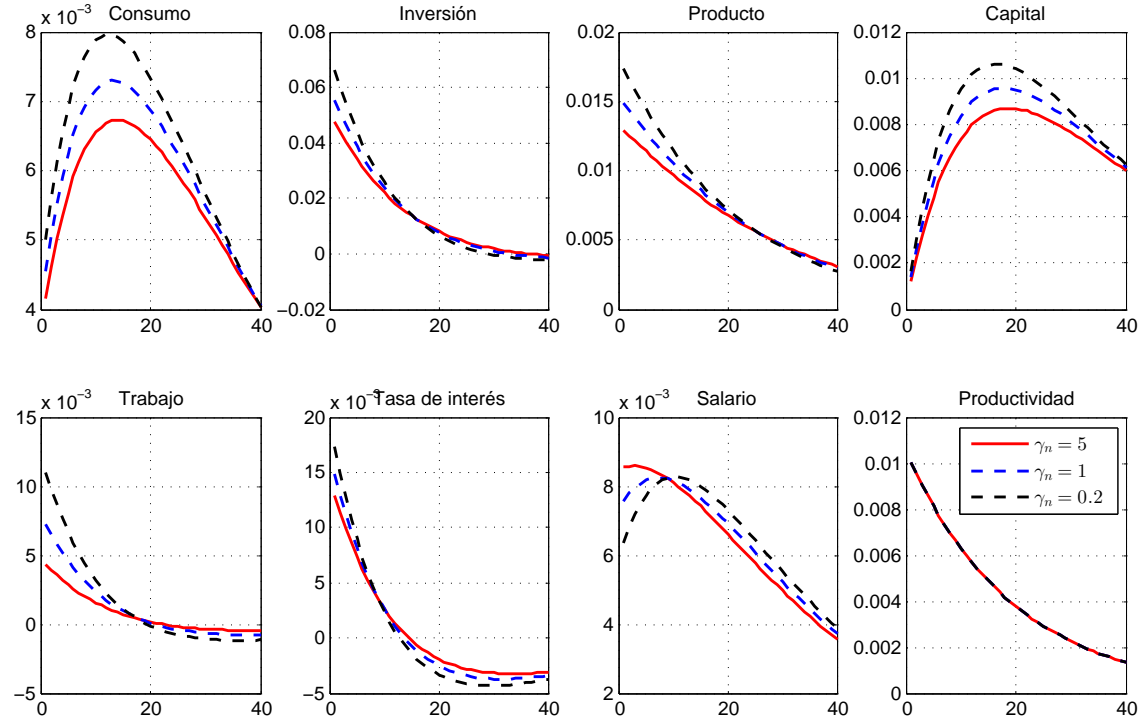 Consumo
x 10⁻³
8
7
6
5
4
0 20 40
Inversión
0.08
0.06
0.04
0.02
0
−0.02
0 20 40
Producto
0.02
0.015
0.01
0.005
0
0 20 40
Capital
0.012
0.01
0.008
0.006
0.004
0.002
0
0 20 40
Trabajo
x 10⁻³
15
10
5
0
−5
0 20 40
Tasa de interés
x 10⁻³
20
15
10
5
0
−5
0 20 40
Salario
x 10⁻³
10
8
6
4
2
0 20 40
Productividad
0.012
0.01
0.008
0.006
0.004
0.002
0
0 20 40
γₙ = 5
γₙ = 1
γₙ = 0.2